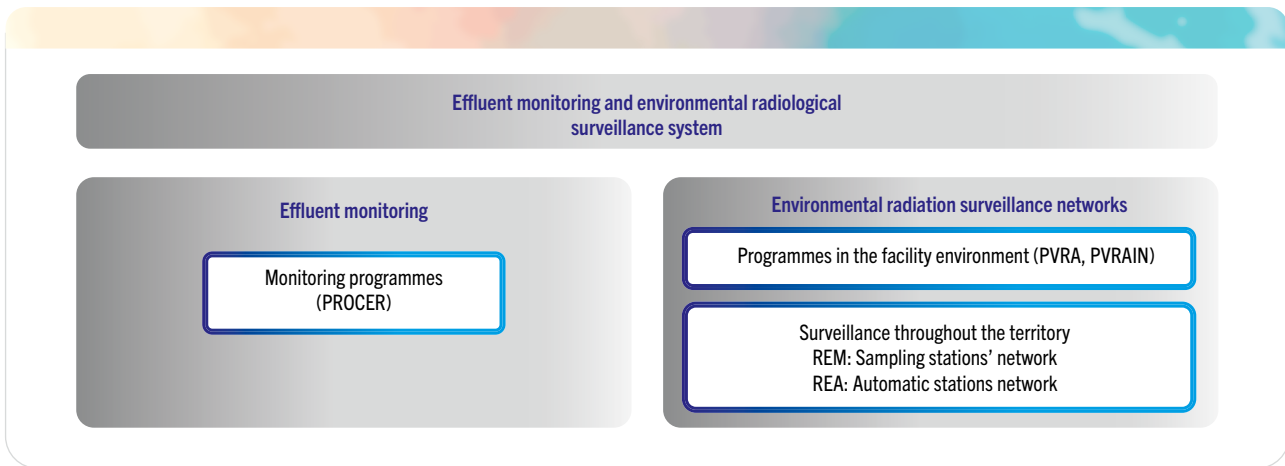 Effluent monitoring and environmental radiological
surveillance system
Effluent monitoring
Monitoring programmes
(PROCER)
Environmental radiation surveillance networks
Programmes in the facility environment (PVRA, PVRAIN)
Surveillance throughout the territory
REM: Sampling stations’ network
REA: Automatic stations network